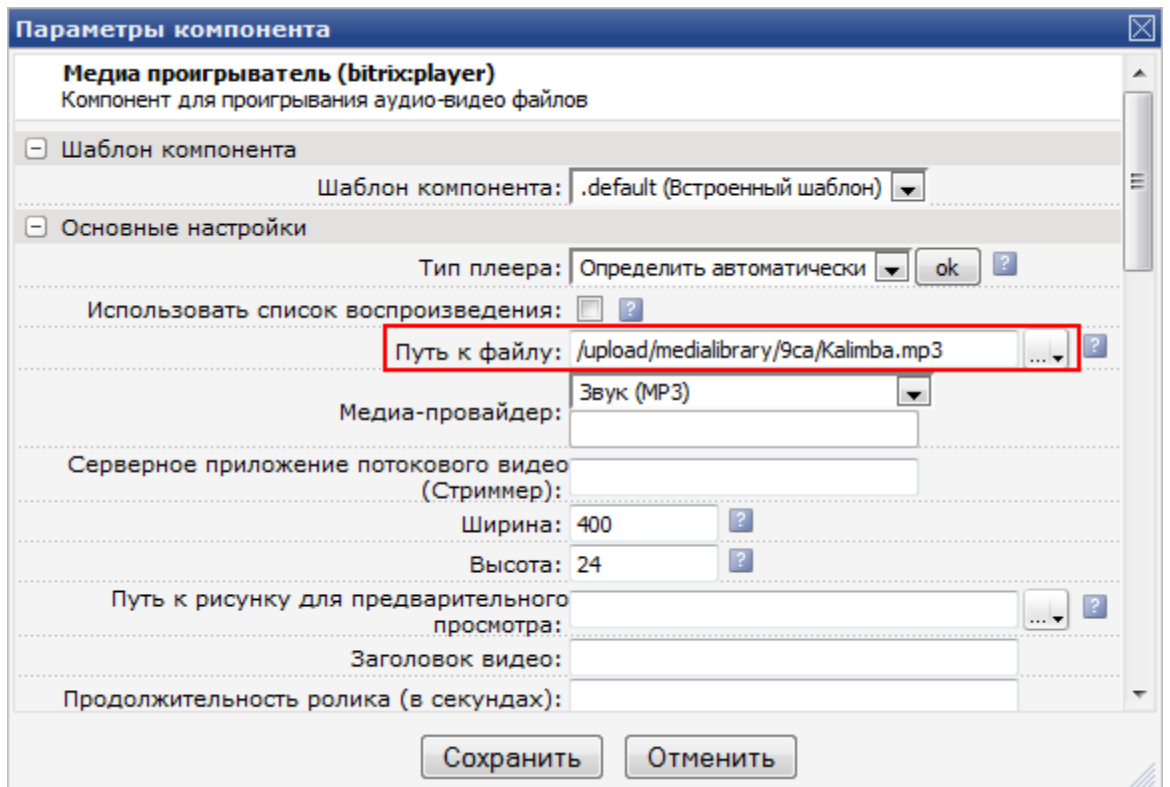 Параметры компонента
Медиа проигрыватель (bitrix:player)
Компонент для проигрывания аудио-видео файлов
Шаблон компонента
Шаблон компонента: .default (Встроенный шаблон)
Основные настройки
Тип плеера: Определить автоматически ok ?
Использовать список воспроизведения: ?
Путь к файлу: /upload/medialibrary/9ca/Kalimba.mp3 ... ?
Медиа-провайдер: Звук (MP3)
Серверное приложение потокового видео
(Стриммер):
Ширина: 400 ?
Высота: 24 ?
Путь к рисунку для предварительного
просмотра: ... ?
Заголовок видео:
Продолжительность ролика (в секундах):
Сохранить Отменить